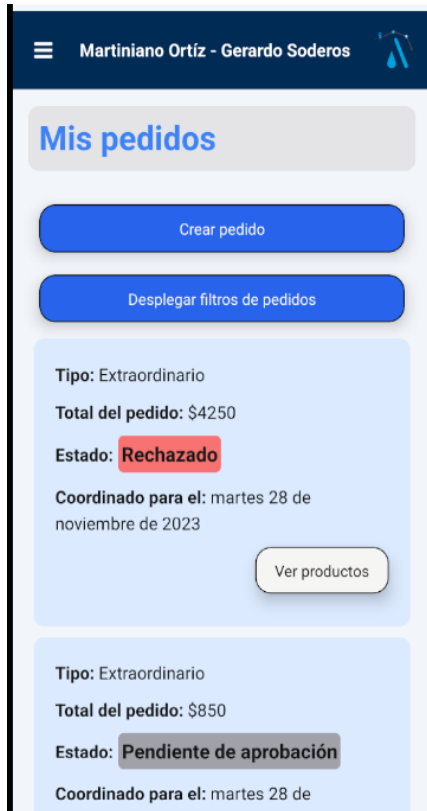 Martiniano Ortíz - Gerardo Soderos
Mis pedidos
Crear pedido
Desplegar filtros de pedidos
Tipo: Extraordinario
Total del pedido: $4250
Estado: Rechazado
Coordinado para el: martes 28 de
noviembre de 2023
Ver productos
Tipo: Extraordinario
Total del pedido: $850
Estado: Pendiente de aprobación
Coordinado para el: martes 28 de